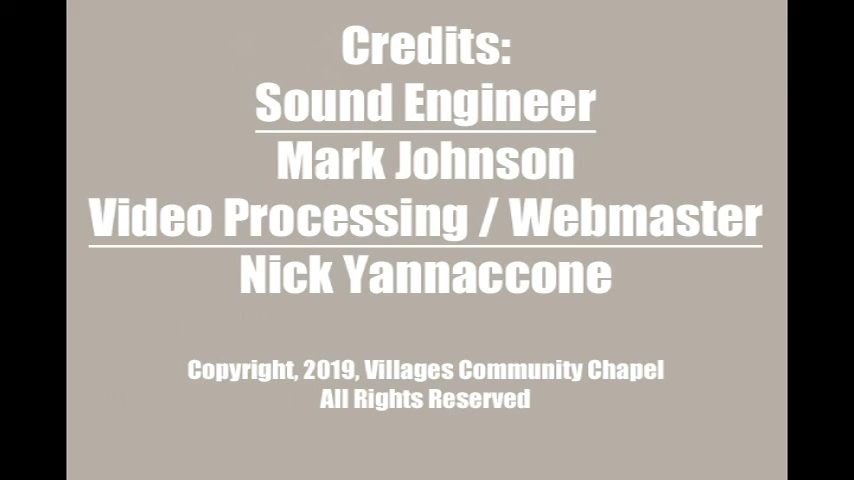 Credits:
Sound Engineer
Mark Johnson
Video Processing / Webmaster
Nick Yannaccone
Copyright, 2019, Villages Community Chapel
All Rights Reserved